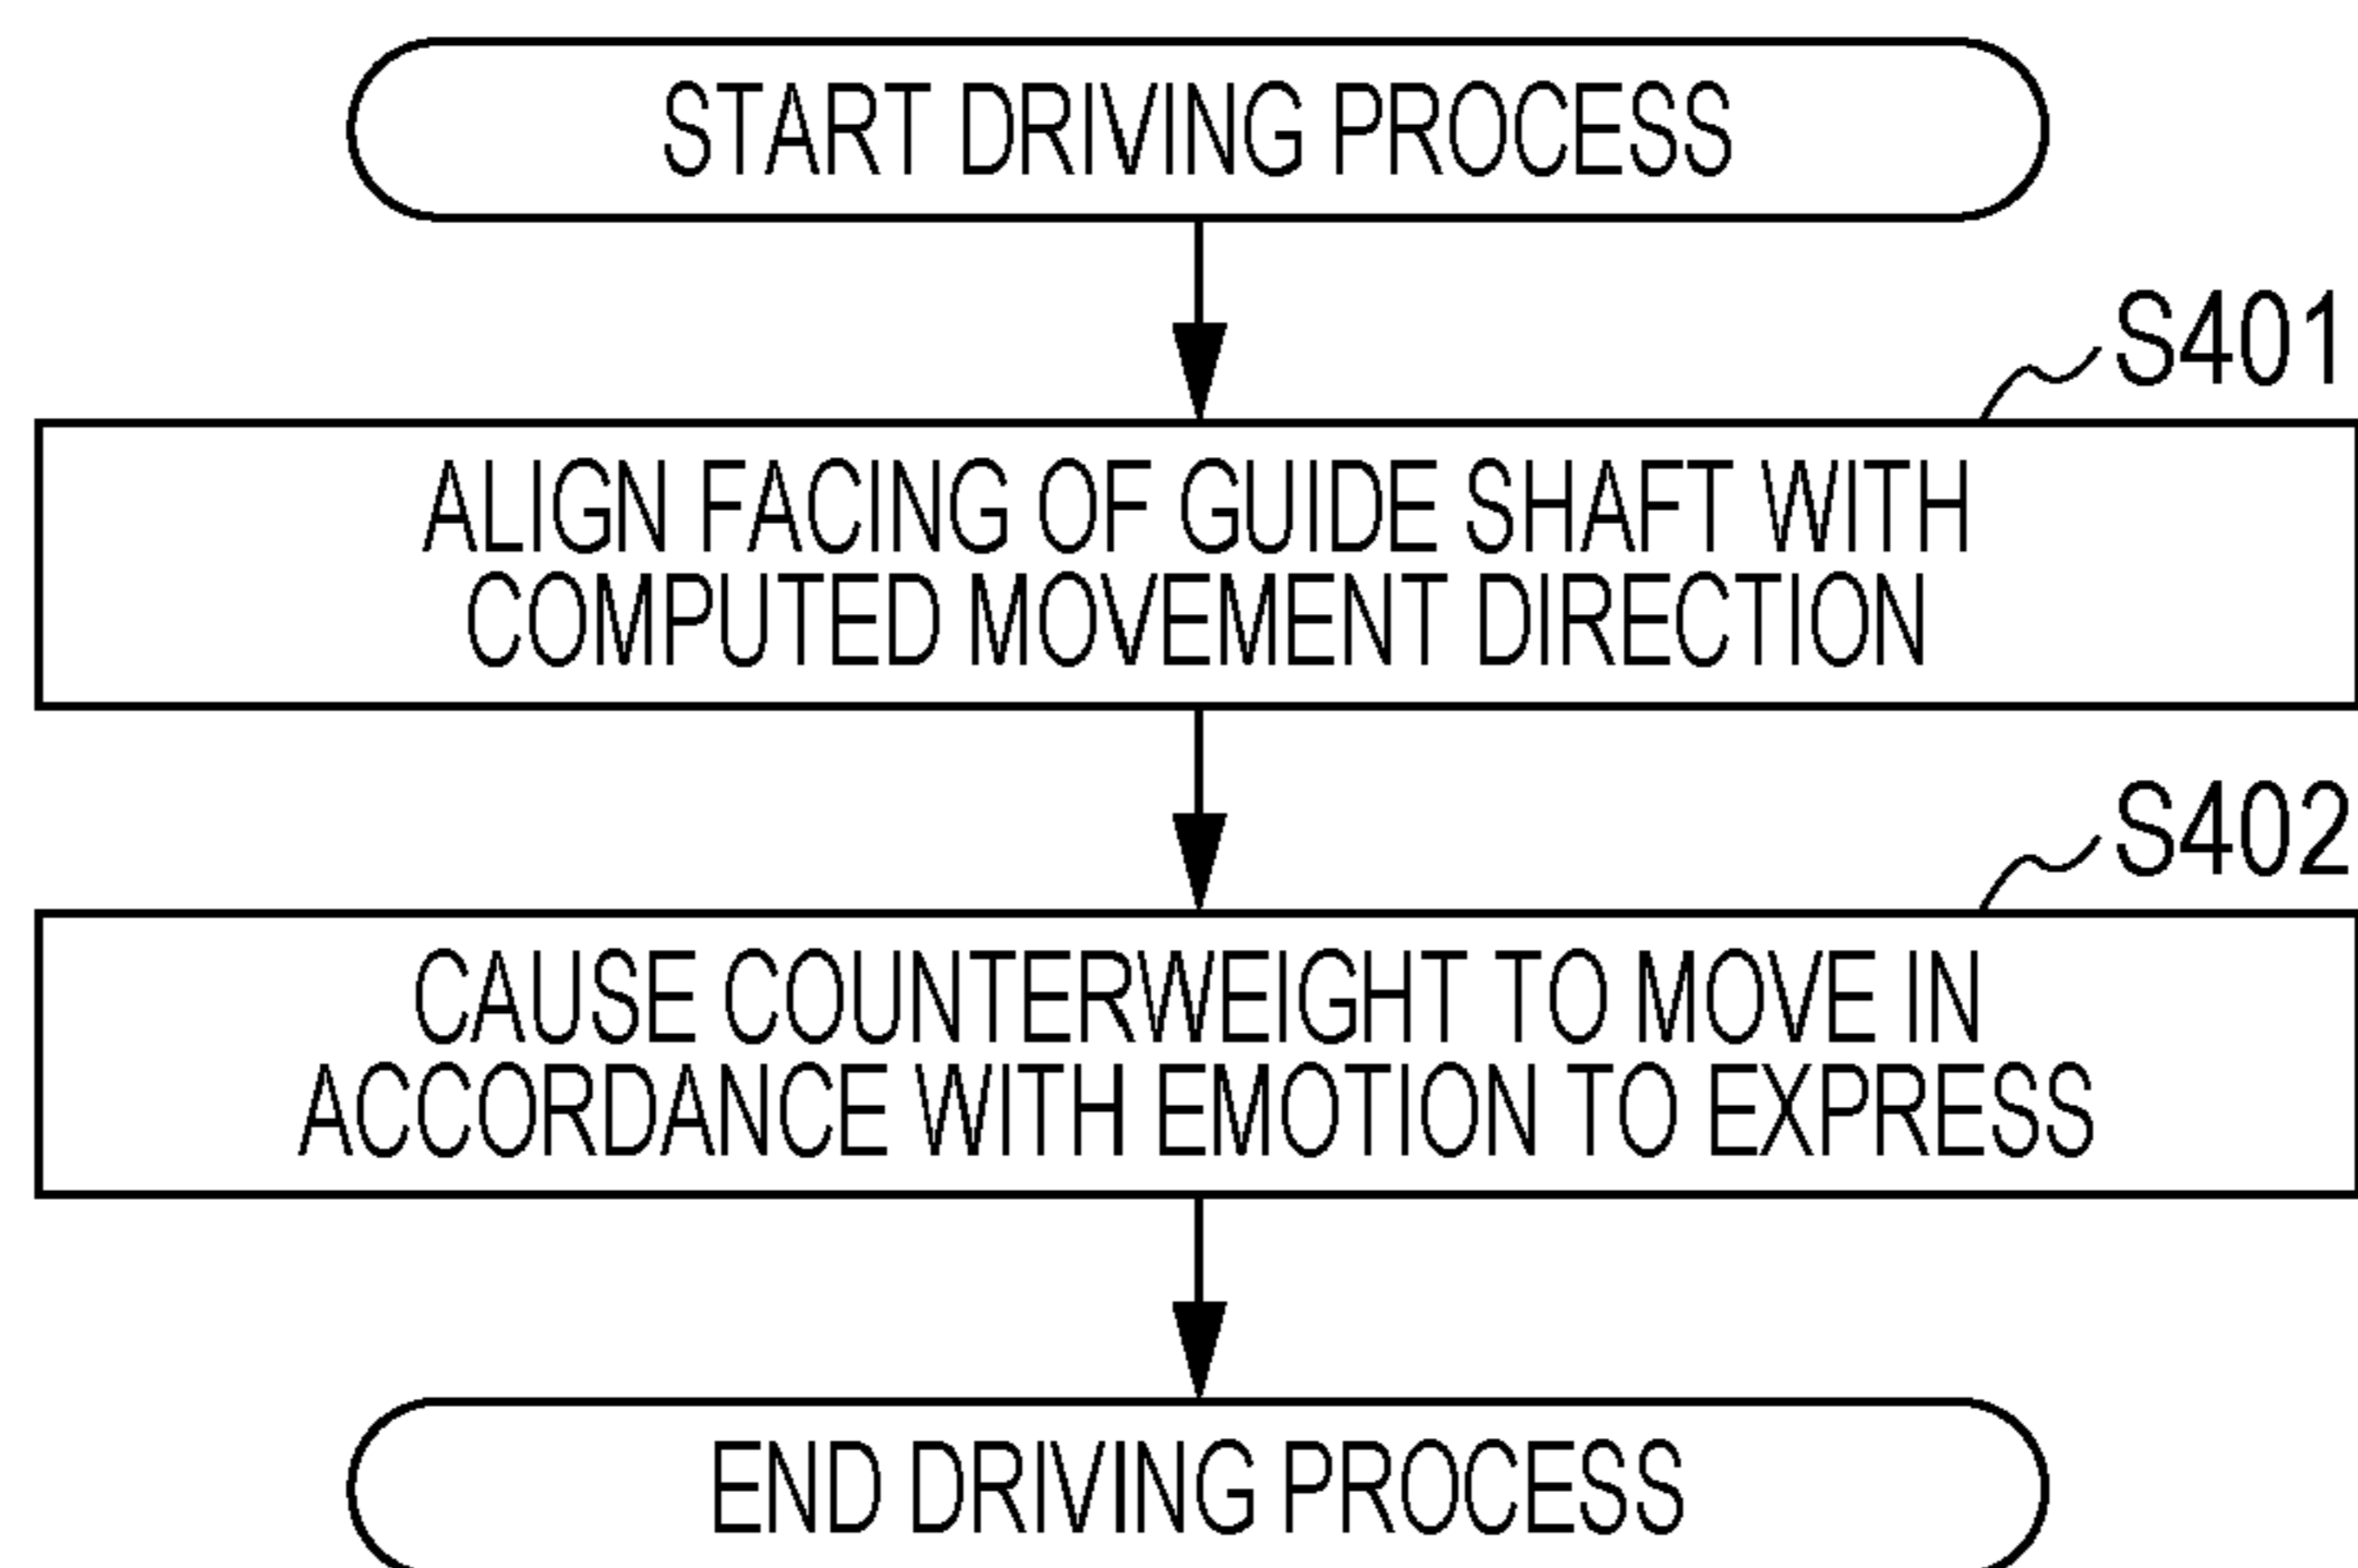 START DRIVING PROCESS
S401
ALIGN FACING OF GUIDE SHAFT WITH
COMPUTED MOVEMENT DIRECTION
S402
CAUSE COUNTERWEIGHT TO MOVE IN
ACCORDANCE WITH EMOTION TO EXPRESS
END DRIVING PROCESS